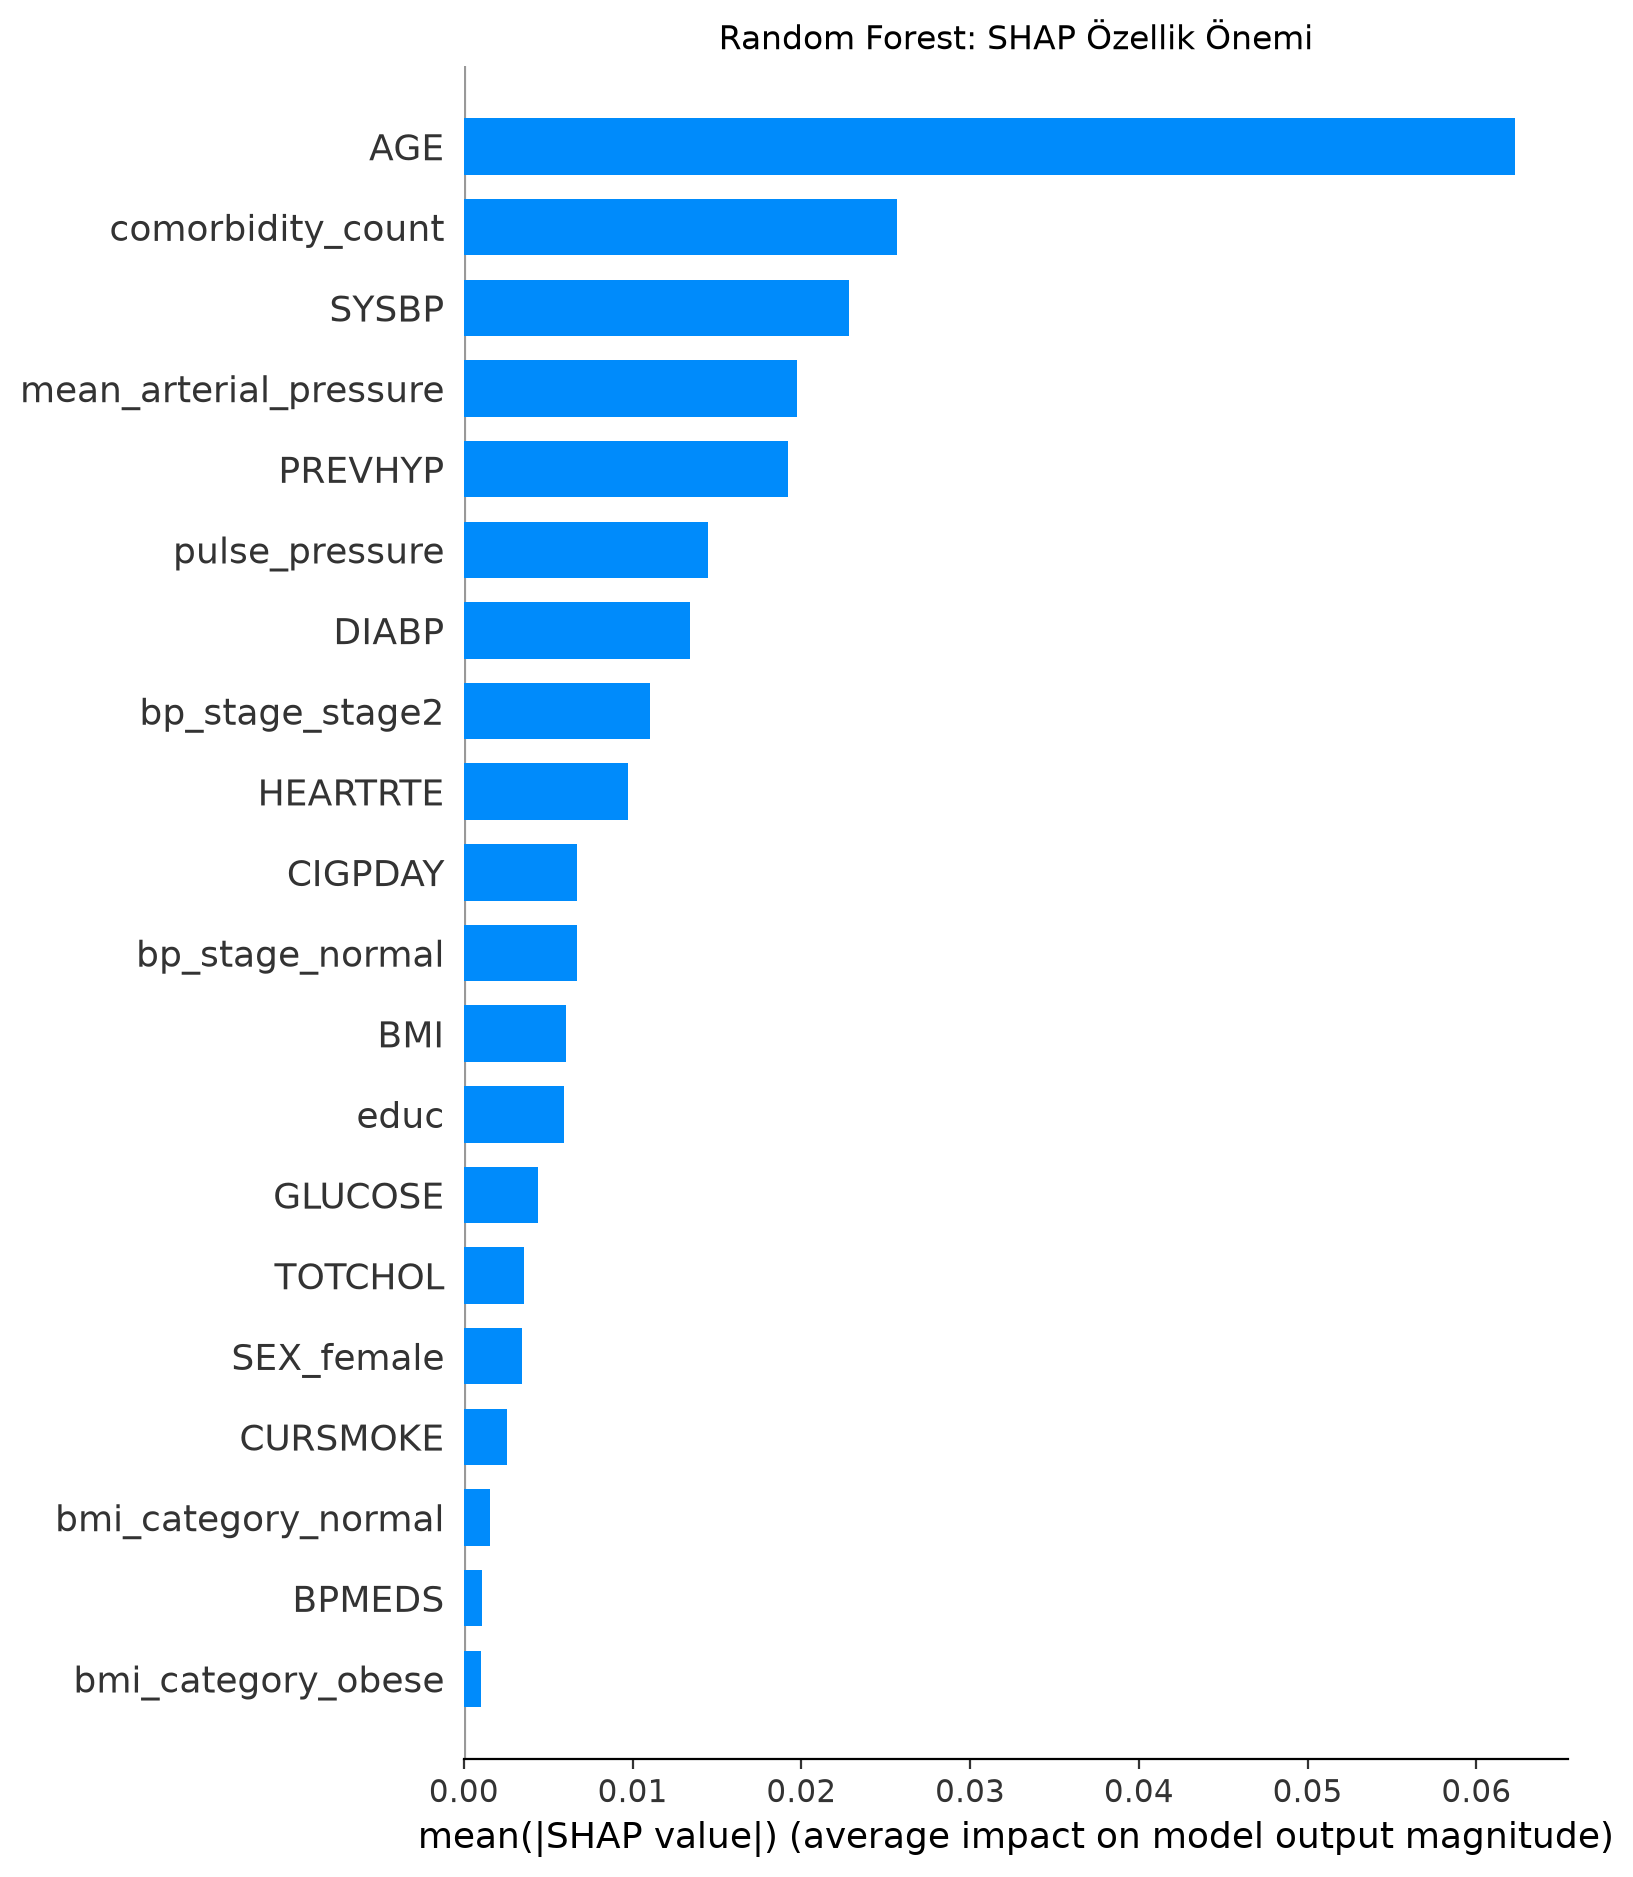 Random Forest: SHAP Özellik Önemi
AGE
comorbidity_count
SYSBP
mean_arterial_pressure
PREVHYP
pulse_pressure
DIABP
bp_stage_stage2
HEARTRTE
CIGPDAY
bp_stage_normal
BMI
educ
GLUCOSE
TOTCHOL
SEX_female
CURSMOKE
bmi_category_normal
BPMEDS
bmi_category_obese
0.00 0.01 0.02 0.03 0.04 0.05 0.06
mean(|SHAP value|) (average impact on model output magnitude)